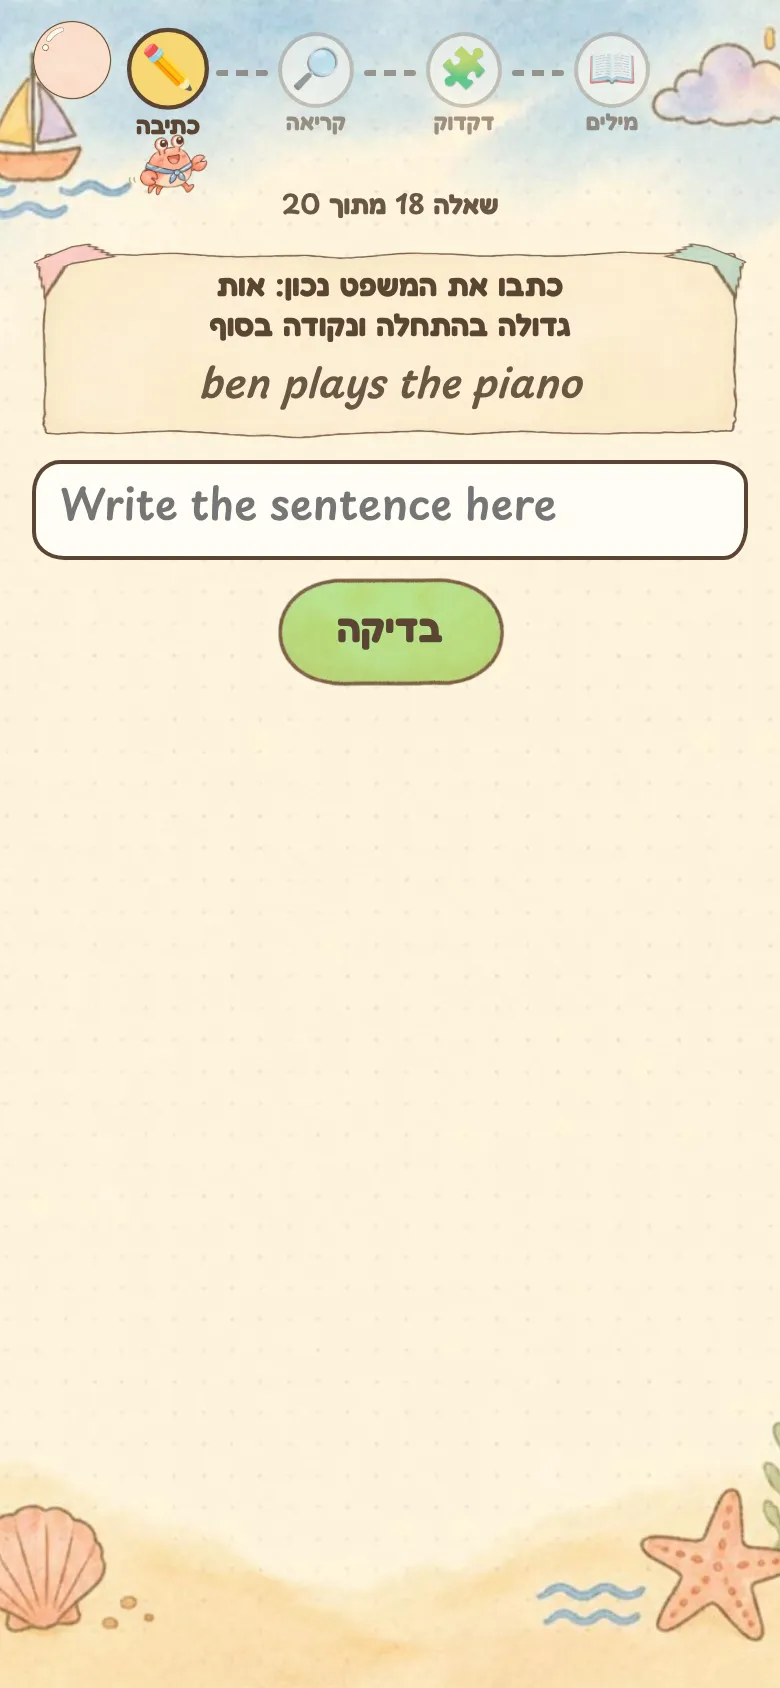 מילים
דקדוק
קריאה
כתיבה
שאלה 18 מתוך 20
כתבו את המשפט נכון: אות
גדולה בהתחלה ונקודה בסוף
ben plays the piano
Write the sentence here
בדיקה